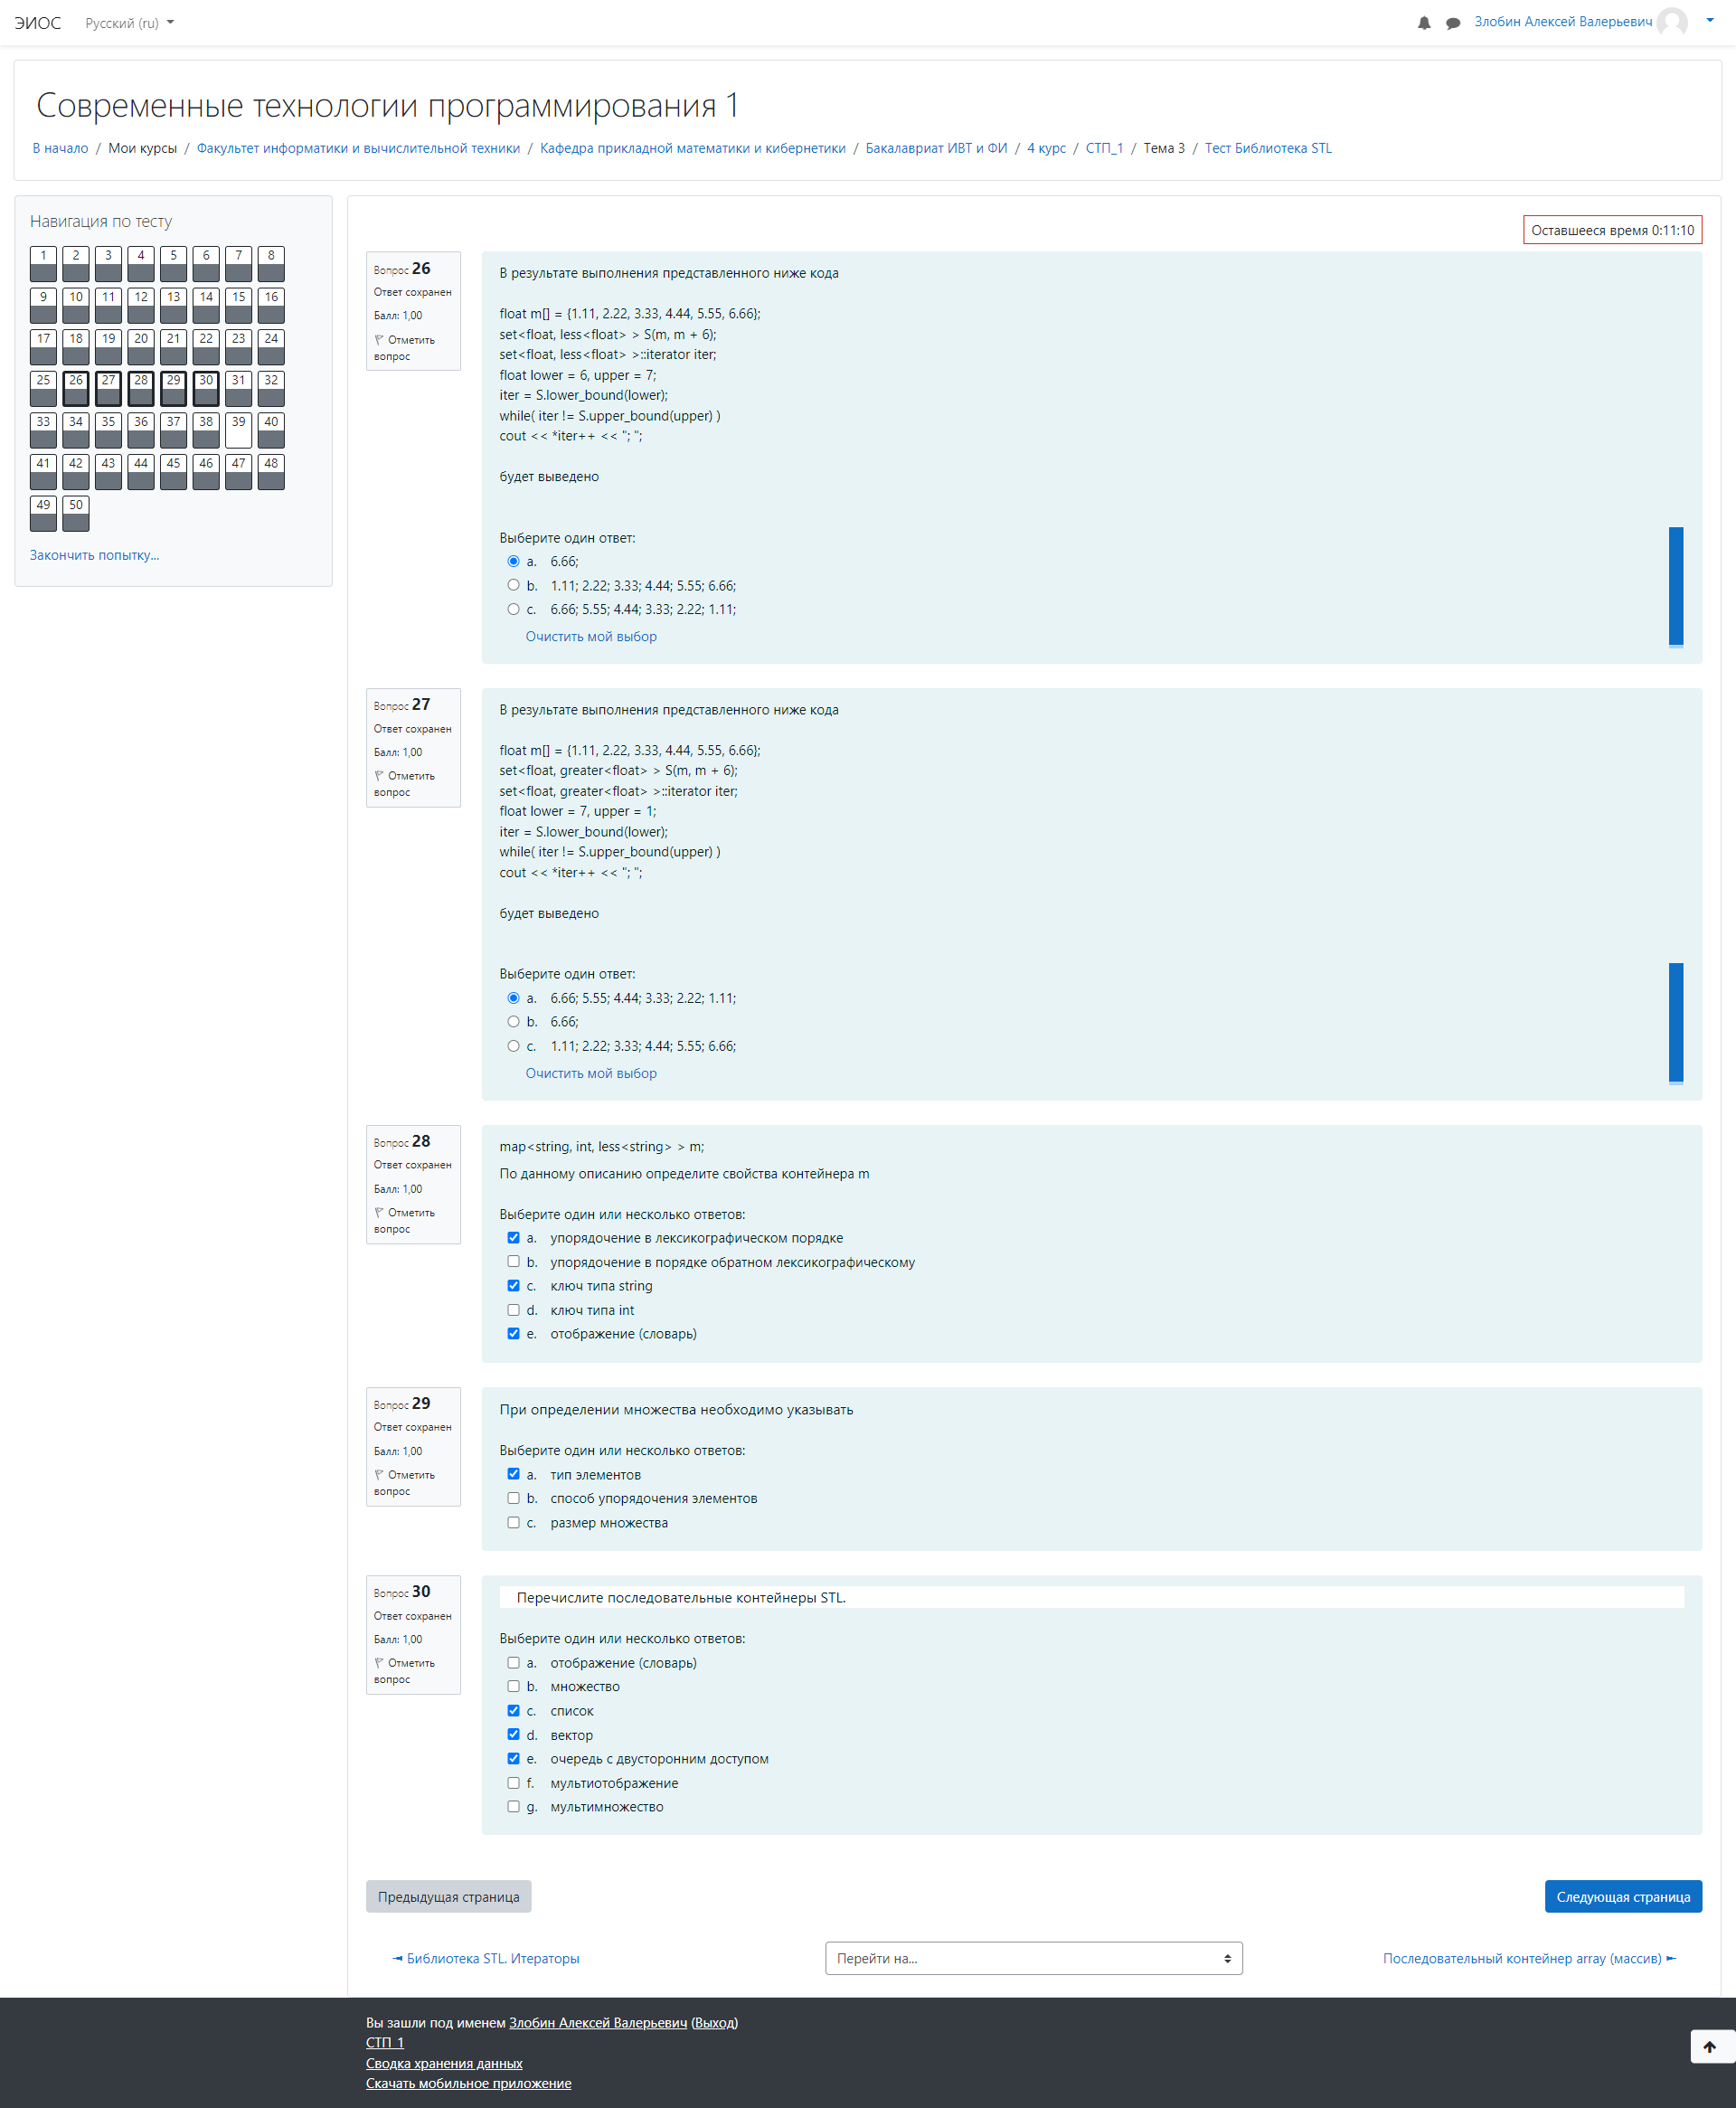 ЭИОС Русский (ru) Злобин Алексей Валерьевич
Современные технологии программирования 1
В начало / Мои курсы / Факультет информатики и вычислительной техники / Кафедра прикладной математики и кибернетики / Бакалавриат ИВТ и ФИ / 4 курс / СТП_1 / Тема 3 / Тест Библиотека STL
Навигация по тесту
1 2 3 4 5 6 7 8
9 10 11 12 13 14 15 16
17 18 19 20 21 22 23 24
25 26 27 28 29 30 31 32
33 34 35 36 37 38 39 40
41 42 43 44 45 46 47 48
49 50
Закончить попытку...
Оставшееся время 0:11:10
Вопрос 26
Ответ сохранен
Балл: 1,00
Отметить
вопрос
В результате выполнения представленного ниже кода
float m[] = {1.11, 2.22, 3.33, 4.44, 5.55, 6.66};
set<float, less<float> > S(m, m + 6);
set<float, less<float> >::iterator iter;
float lower = 6, upper = 7;
iter = S.lower_bound(lower);
while( iter != S.upper_bound(upper) )
cout << *iter++ << "; ";
будет выведено
Выберите один ответ:
a. 6.66;
b. 1.11; 2.22; 3.33; 4.44; 5.55; 6.66;
c. 6.66; 5.55; 4.44; 3.33; 2.22; 1.11;
Очистить мой выбор
Вопрос 27
Ответ сохранен
Балл: 1,00
Отметить
вопрос
В результате выполнения представленного ниже кода
float m[] = {1.11, 2.22, 3.33, 4.44, 5.55, 6.66};
set<float, greater<float> > S(m, m + 6);
set<float, greater<float> >::iterator iter;
float lower = 7, upper = 1;
iter = S.lower_bound(lower);
while( iter != S.upper_bound(upper) )
cout << *iter++ << "; ";
будет выведено
Выберите один ответ:
a. 6.66; 5.55; 4.44; 3.33; 2.22; 1.11;
b. 6.66;
c. 1.11; 2.22; 3.33; 4.44; 5.55; 6.66;
Очистить мой выбор
Вопрос 28
Ответ сохранен
Балл: 1,00
Отметить
вопрос
map<string, int, less<string> > m;
По данному описанию определите свойства контейнера m
Выберите один или несколько ответов:
a. упорядочение в лексикографическом порядке
b. упорядочение в порядке обратном лексикографическому
c. ключ типа string
d. ключ типа int
e. отображение (словарь)
Вопрос 29
Ответ сохранен
Балл: 1,00
Отметить
вопрос
При определении множества необходимо указывать
Выберите один или несколько ответов:
a. тип элементов
b. способ упорядочения элементов
c. размер множества
Вопрос 30
Ответ сохранен
Балл: 1,00
Отметить
вопрос
Перечислите последовательные контейнеры STL.
Выберите один или несколько ответов:
a. отображение (словарь)
b. множество
c. список
d. вектор
e. очередь с двусторонним доступом
f. мультиотображение
g. мультимножество
Предыдущая страница Следующая страница
◄ Библиотека STL. Итераторы Перейти на... Последовательный контейнер array (массив) ►
Вы зашли под именем Злобин Алексей Валерьевич (Выход)
СТП_1
Сводка хранения данных
Скачать мобильное приложение